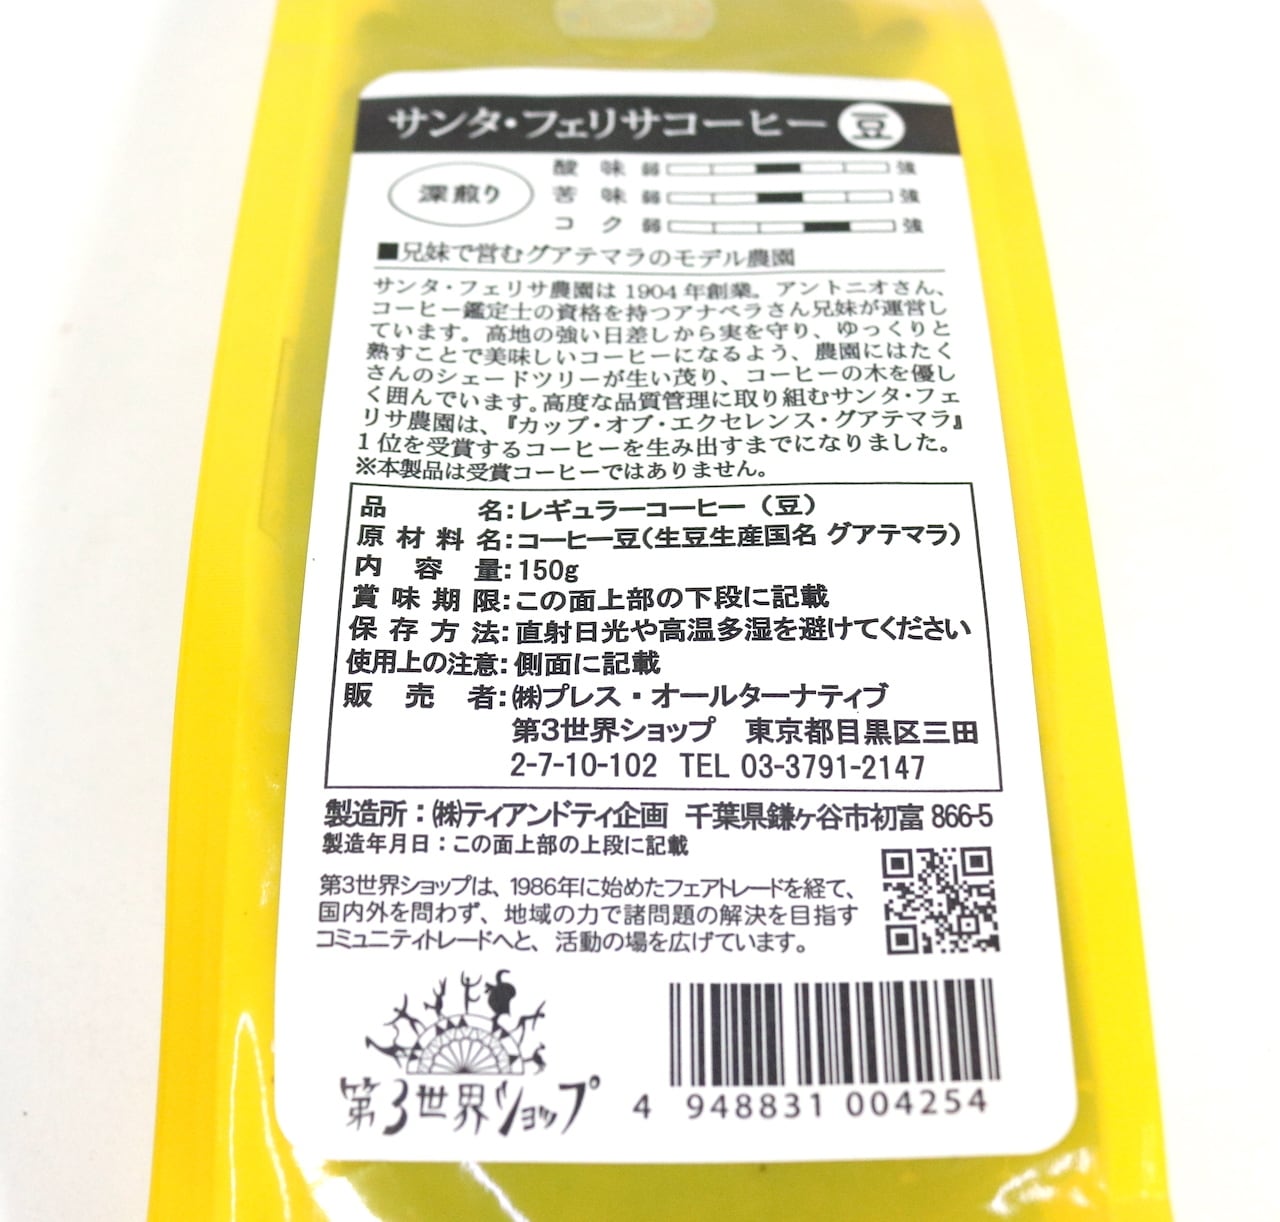 サンタ・フェリサコーヒー 豆
深煎り
酸味 弱 強
苦味 弱 強
コク 弱 強
■兄妹で営むグアテマラのモデル農園
サンタ・フェリサ農園は1904年創業。アントニオさん、
コーヒー鑑定士の資格を持つアナベラさん兄妹が運営し
ています。高地の強い日差しから実を守り、ゆっくりと
熟すことで美味しいコーヒーになるよう、農園にはたく
さんのシェードツリーが生い茂り、コーヒーの木を優し
く囲んでいます。高度な品質管理に取り組むサンタ・フェ
リサ農園は、『カップ・オブ・エクセレンス・グアテマラ』
1位を受賞するコーヒーを生み出すまでになりました。
※本製品は受賞コーヒーではありません。
品名:レギュラーコーヒー(豆)
原材料名:コーヒー豆(生豆生産国名 グアテマラ)
内容量:150g
賞味期限:この面上部の下段に記載
保存方法:直射日光や高温多湿を避けてください
使用上の注意:側面に記載
販売者:㈱プレス・オールターナティブ
第3世界ショップ 東京都目黒区三田
2-7-10-102 TEL 03-3791-2147
製造所:㈱ティアンドティ企画 千葉県鎌ヶ谷市初富866-5
製造年月日:この面上部の上段に記載
第3世界ショップは、1986年に始めたフェアトレードを経て、
国内外を問わず、地域の力で諸問題の解決を目指す
コミュニティトレードへと、活動の場を広げています。
第3世界ショップ
4 948831 004254